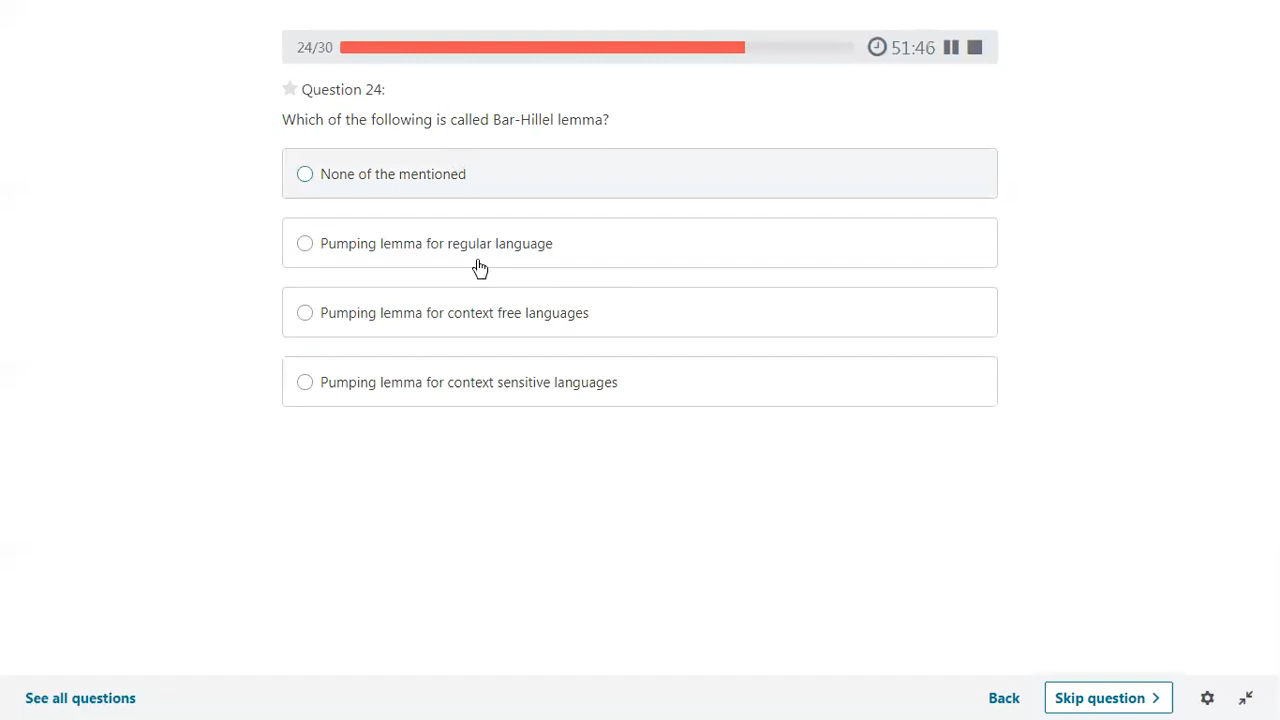 24/30
51:46
Question 24:
Which of the following is called Bar-Hillel lemma?
None of the mentioned
Pumping lemma for regular language
Pumping lemma for context free languages
Pumping lemma for context sensitive languages
See all questions
Back
Skip question